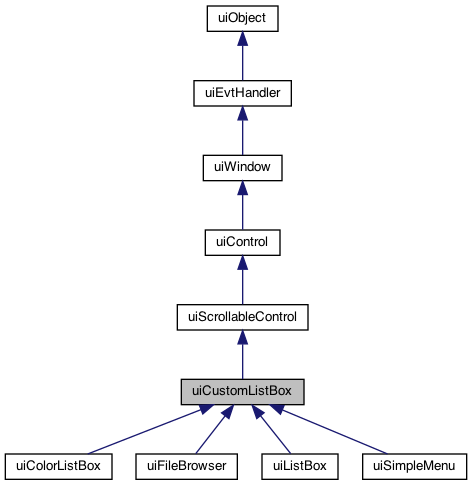 uiObject
uiEvtHandler
uiWindow
uiControl
uiScrollableControl
uiCustomListBox
uiColorListBox
uiFileBrowser
uiListBox
uiSimpleMenu